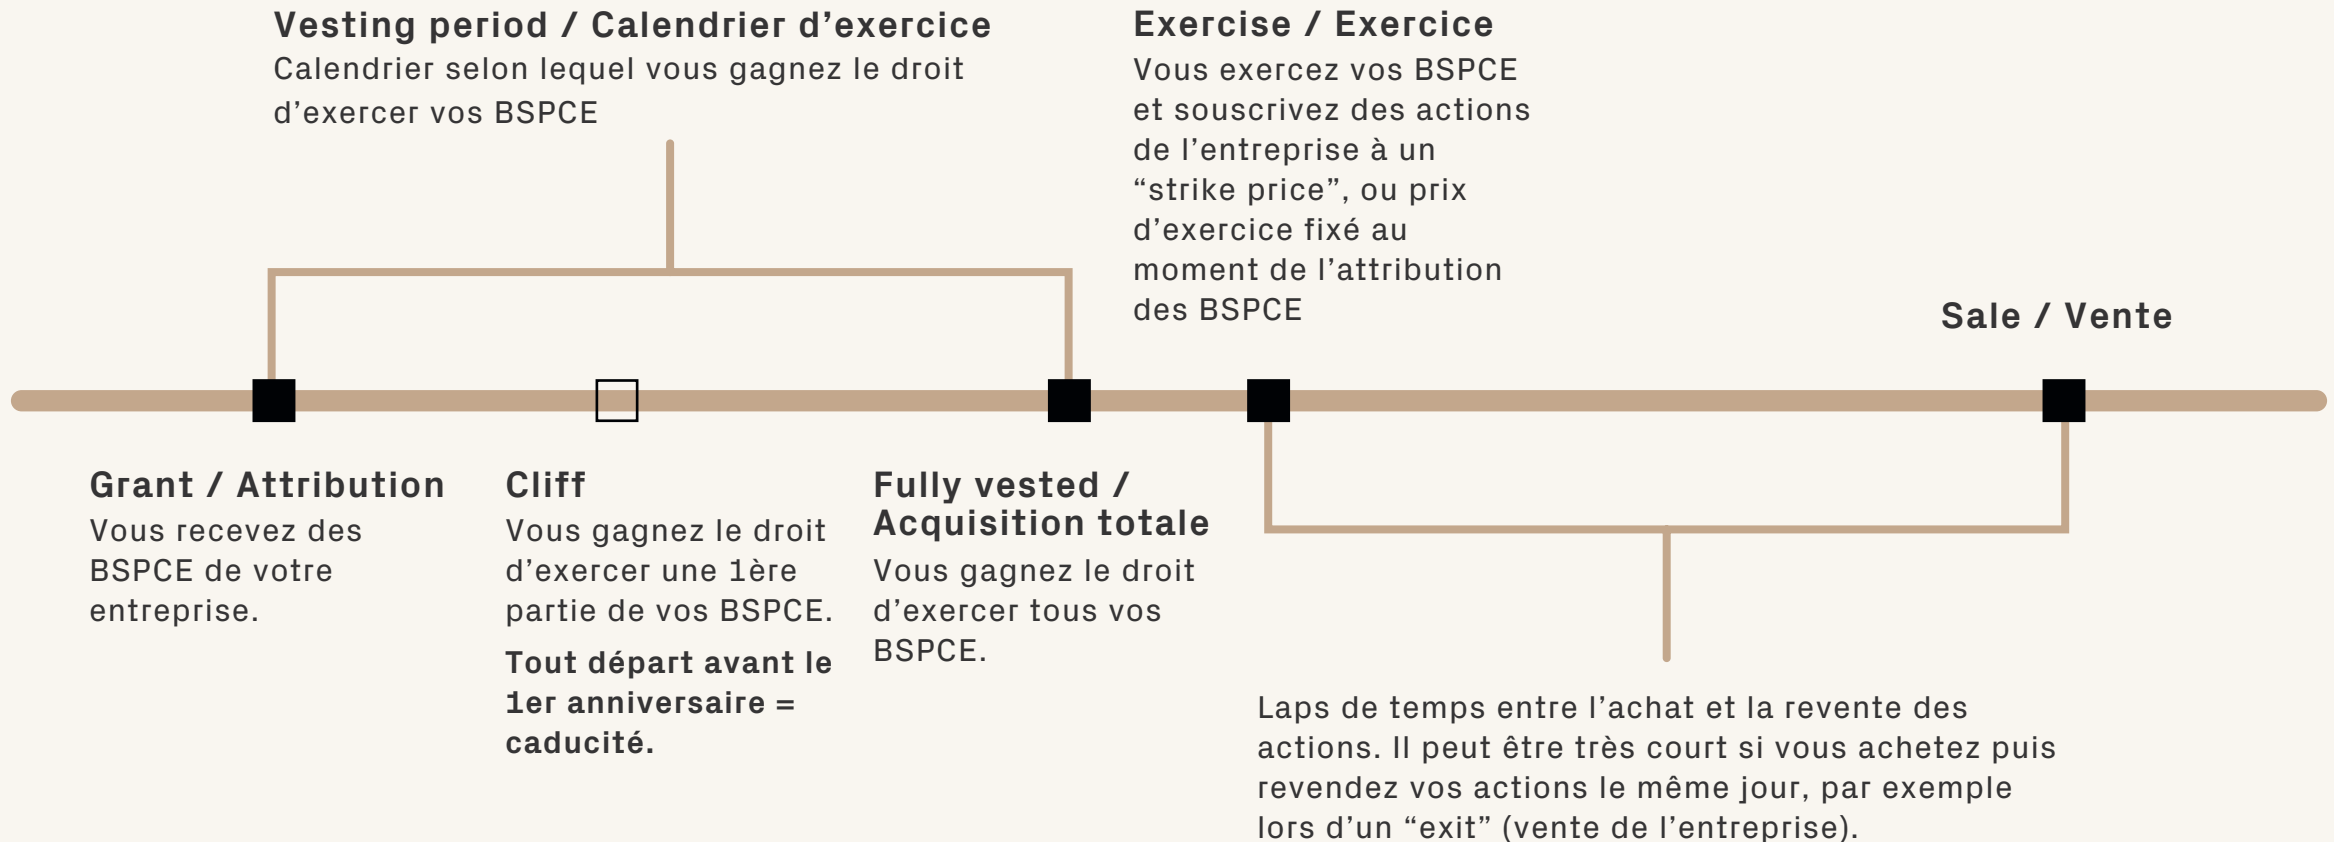 Vesting period / Calendrier d’exercice
Calendrier selon lequel vous gagnez le droit
d’exercer vos BSPCE
Exercise / Exercice
Vous exercez vos BSPCE
et souscrivez des actions
de l’entreprise à un
“strike price”, ou prix
d’exercice fixé au
moment de l’attribution
des BSPCE
Sale / Vente
Grant / Attribution
Vous recevez des
BSPCE de votre
entreprise.
Cliff
Vous gagnez le droit
d’exercer une 1ère
partie de vos BSPCE.
Tout départ avant le
1er anniversaire =
caducité.
Fully vested /
Acquisition totale
Vous gagnez le droit
d’exercer tous vos
BSPCE.
Laps de temps entre l’achat et la revente des
actions. Il peut être très court si vous achetez puis
revendez vos actions le même jour, par exemple
lors d’un “exit” (vente de l’entreprise).